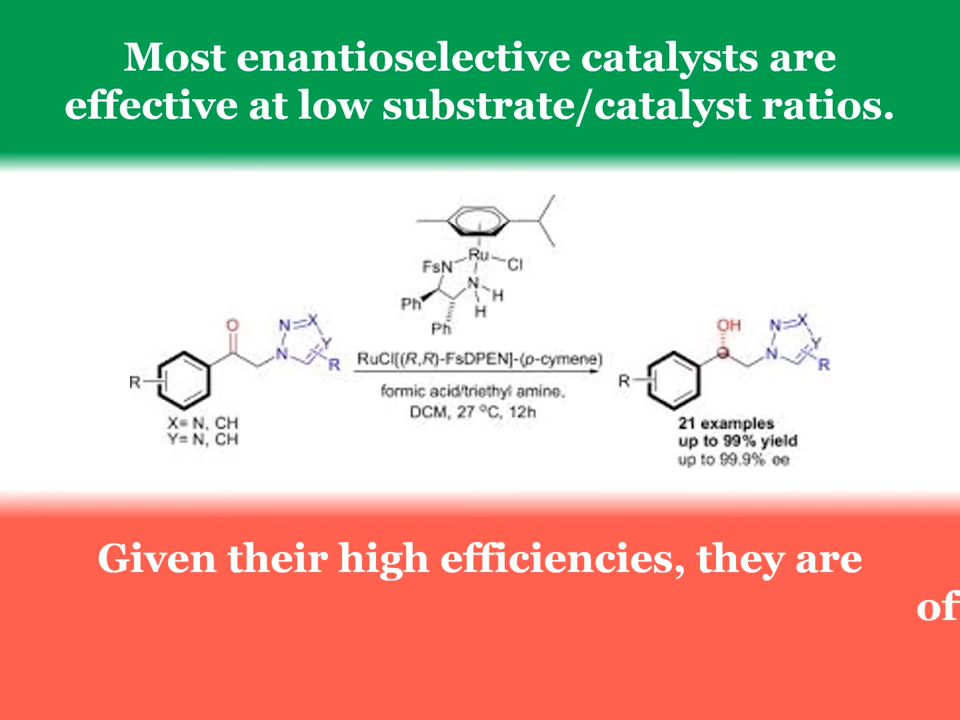 Most enantioselective catalysts are
effective at low substrate/catalyst ratios.
Ru
FsN
Cl
N
H
H
Ph
Ph
O
N
X
Y
N
R
R
RuCl[(R,R)-FsDPEN]-(p-cymene)
formic acid/triethyl amine,
DCM, 27 °C, 12h
X= N, CH
Y= N, CH
OH
N
X
Y
N
R
R
21 examples
up to 99% yield
up to 99.9% ee
Given their high efficiencies, they are
of